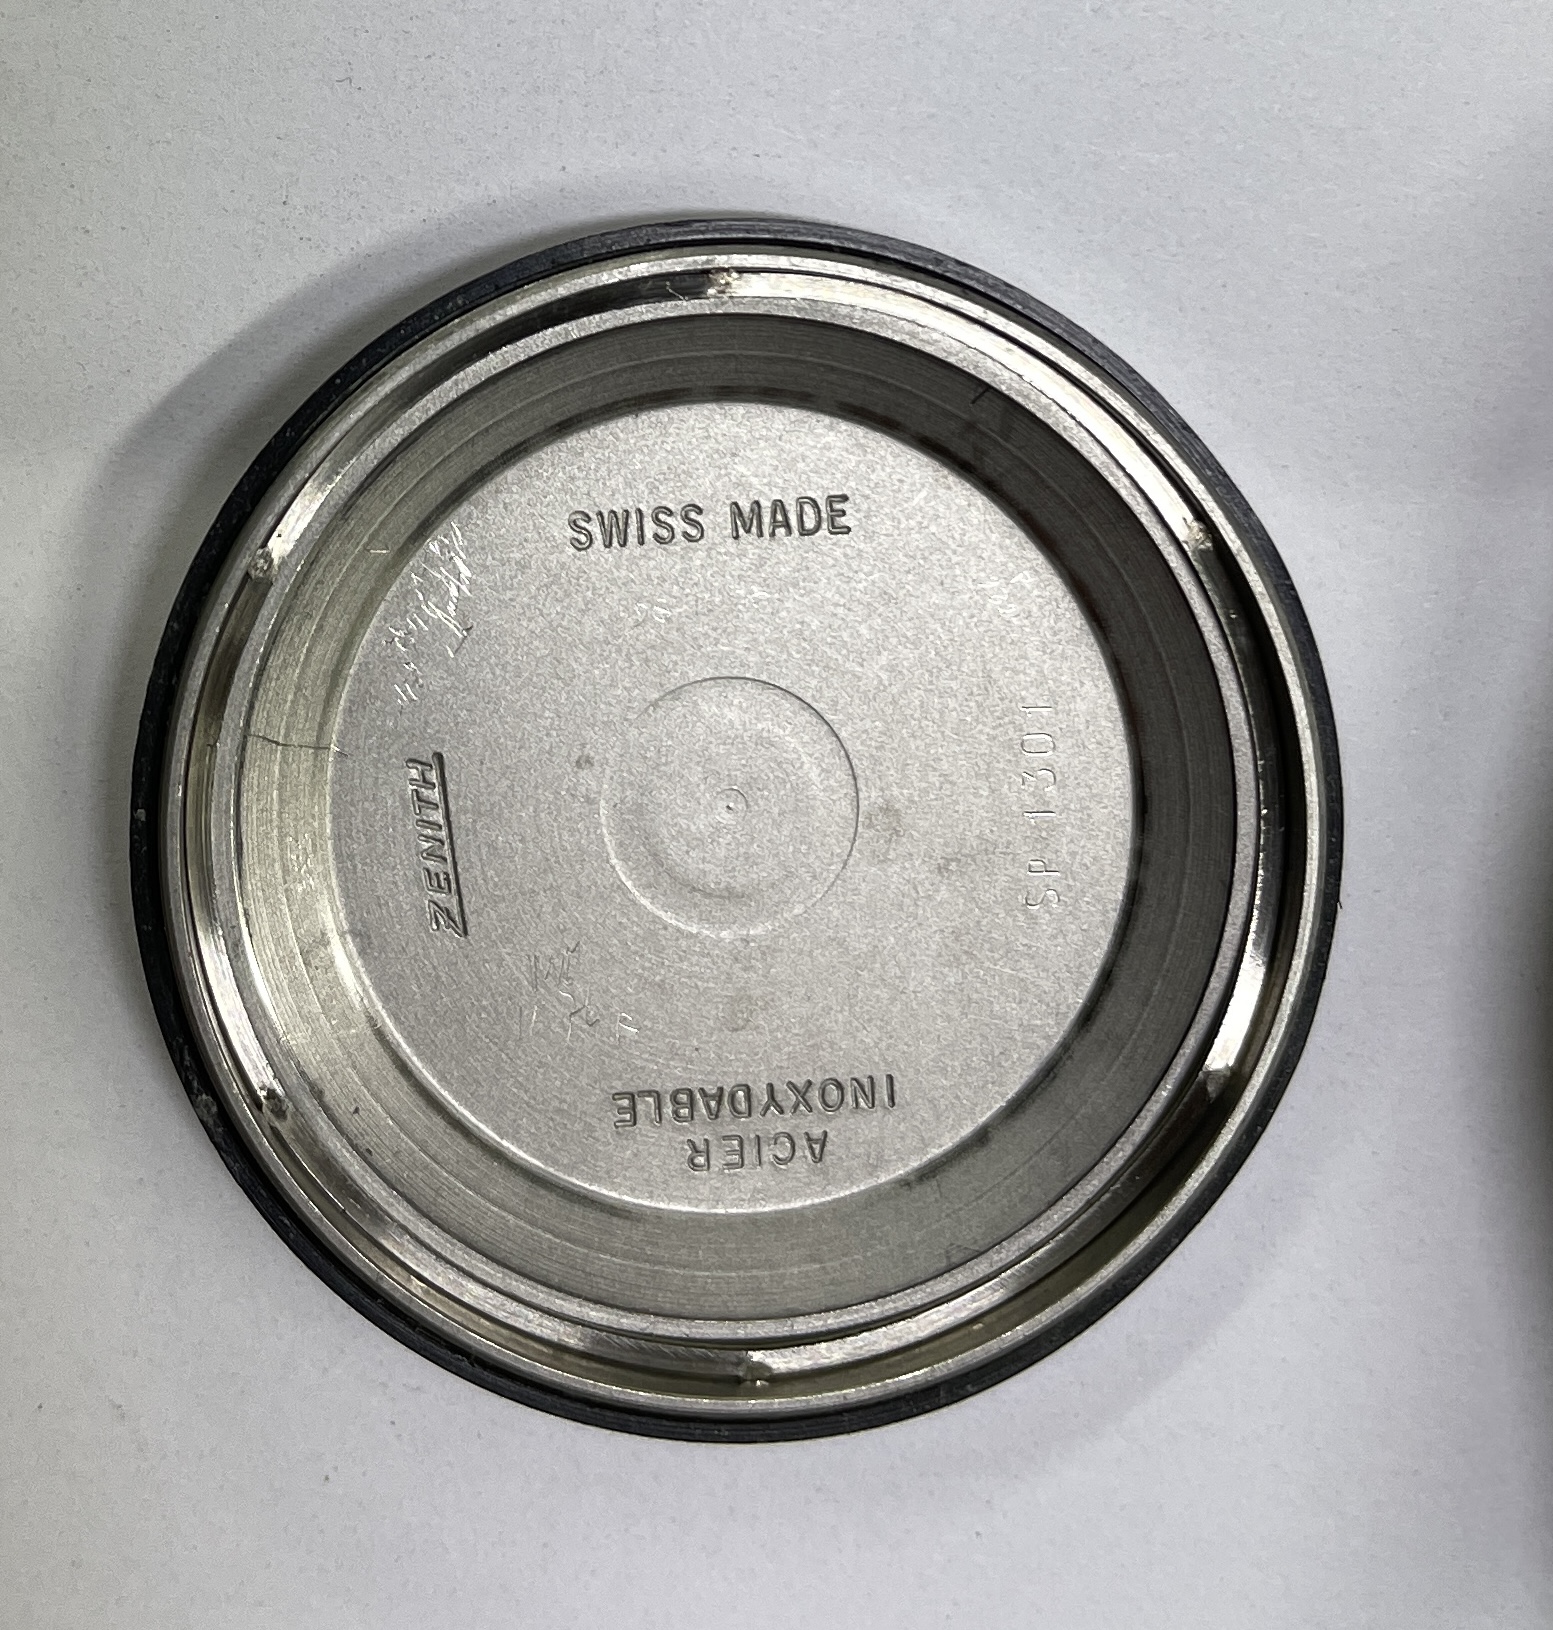 SWISS MADE
ZENITH
SP 1301
ACIER
INOXYDABLE